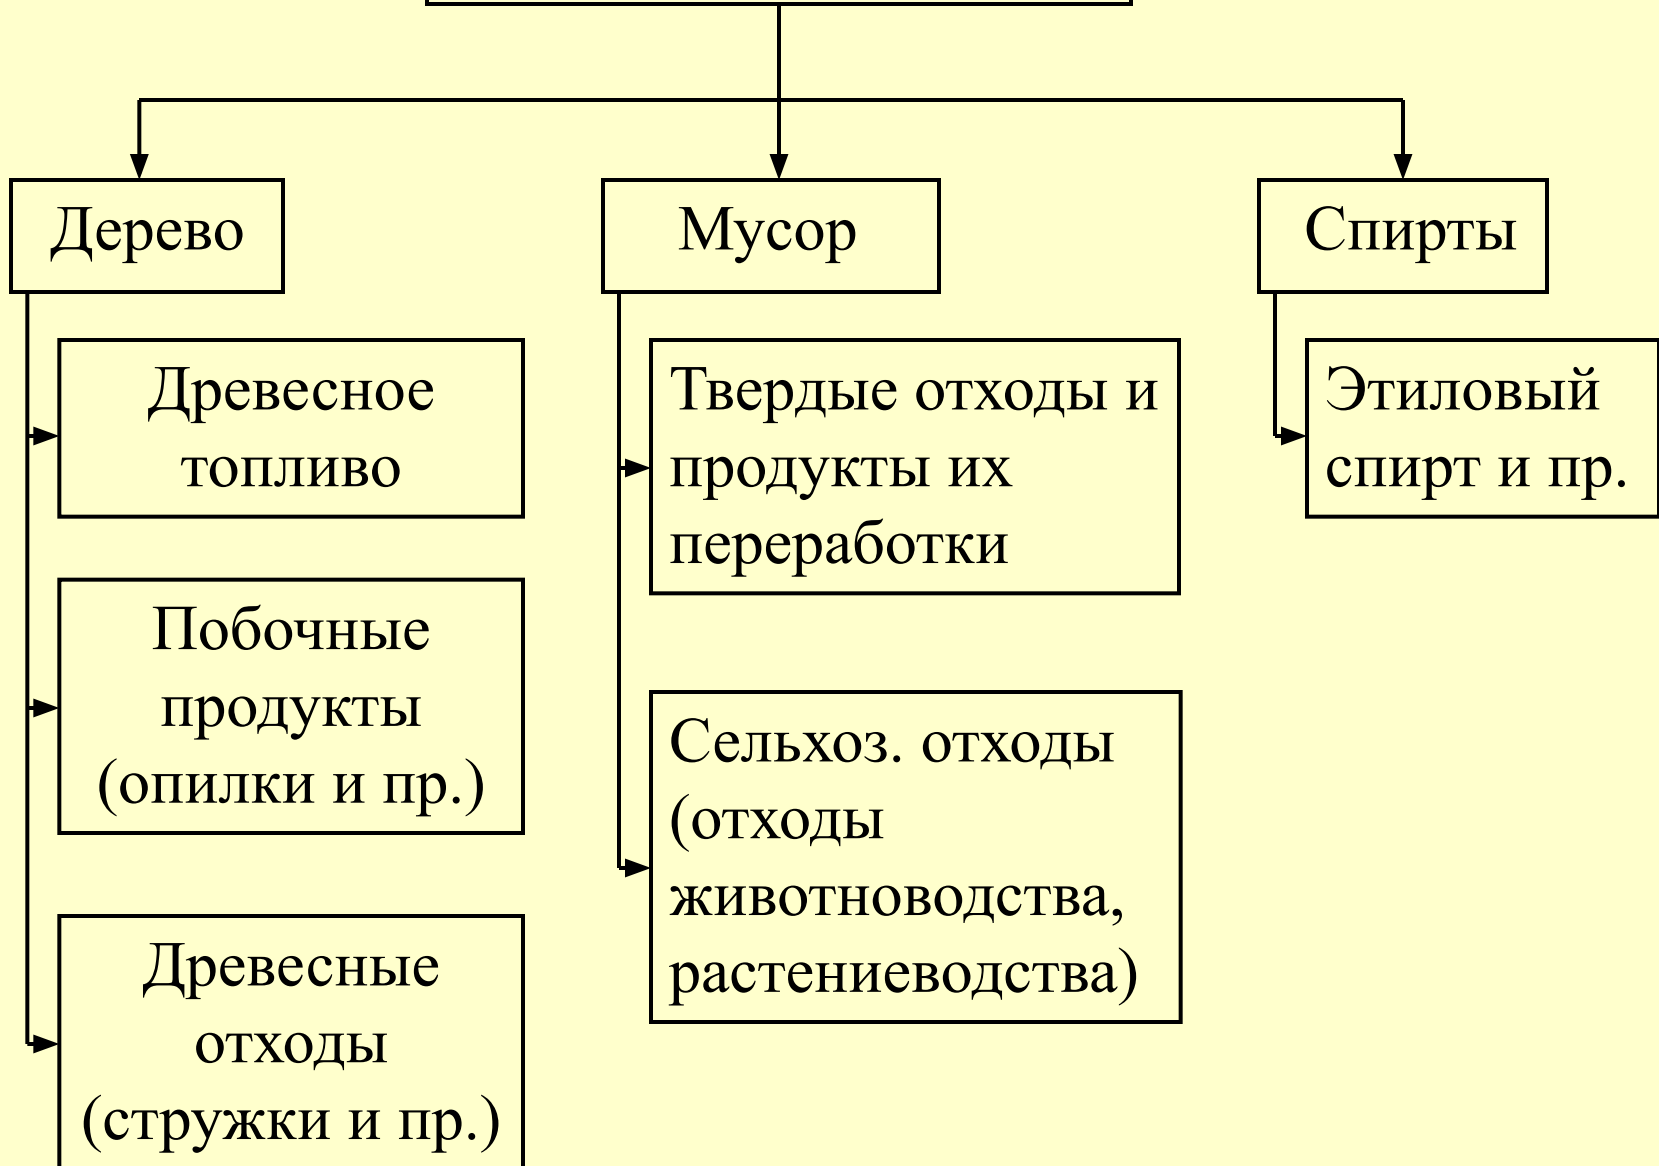 Дерево
Мусор
Спирты
Древесное
топливо
Побочные
продукты
(опилки и пр.)
Древесные
отходы
(стружки и пр.)
Твердые отходы и
продукты их
переработки
Сельхоз. отходы
(отходы
животноводства,
растениеводства)
Этиловый
спирт и пр.